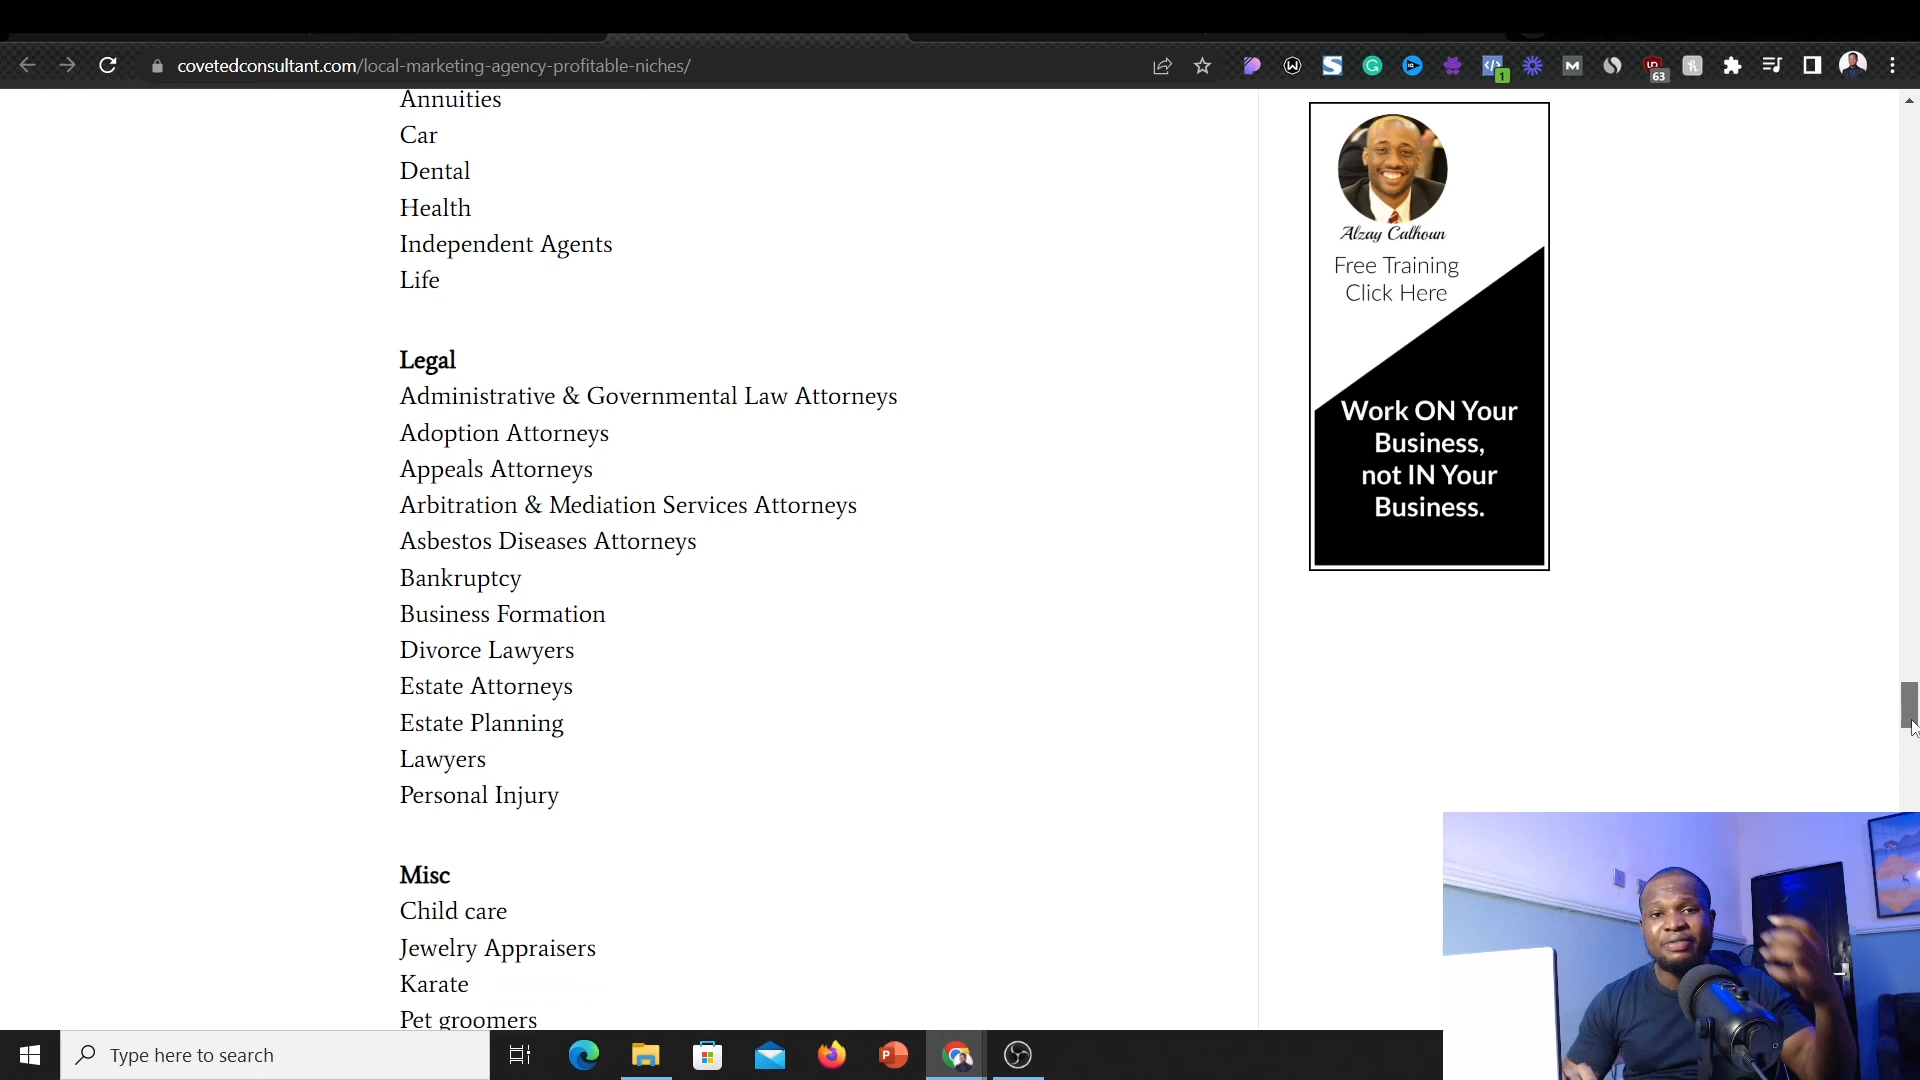 covetedconsultant.com/local-marketing-agency-profitable-niches/
1
63
Annuities
Car
Dental
Health
Independent Agents
Life
Legal
Administrative & Governmental Law Attorneys
Adoption Attorneys
Appeals Attorneys
Arbitration & Mediation Services Attorneys
Asbestos Diseases Attorneys
Bankruptcy
Business Formation
Divorce Lawyers
Estate Attorneys
Estate Planning
Lawyers
Personal Injury
Misc
Child care
Jewelry Appraisers
Karate
Pet groomers
Alzay Calhoun
Free Training
Click Here
Work ON Your
Business,
not IN Your
Business.
Type here to search